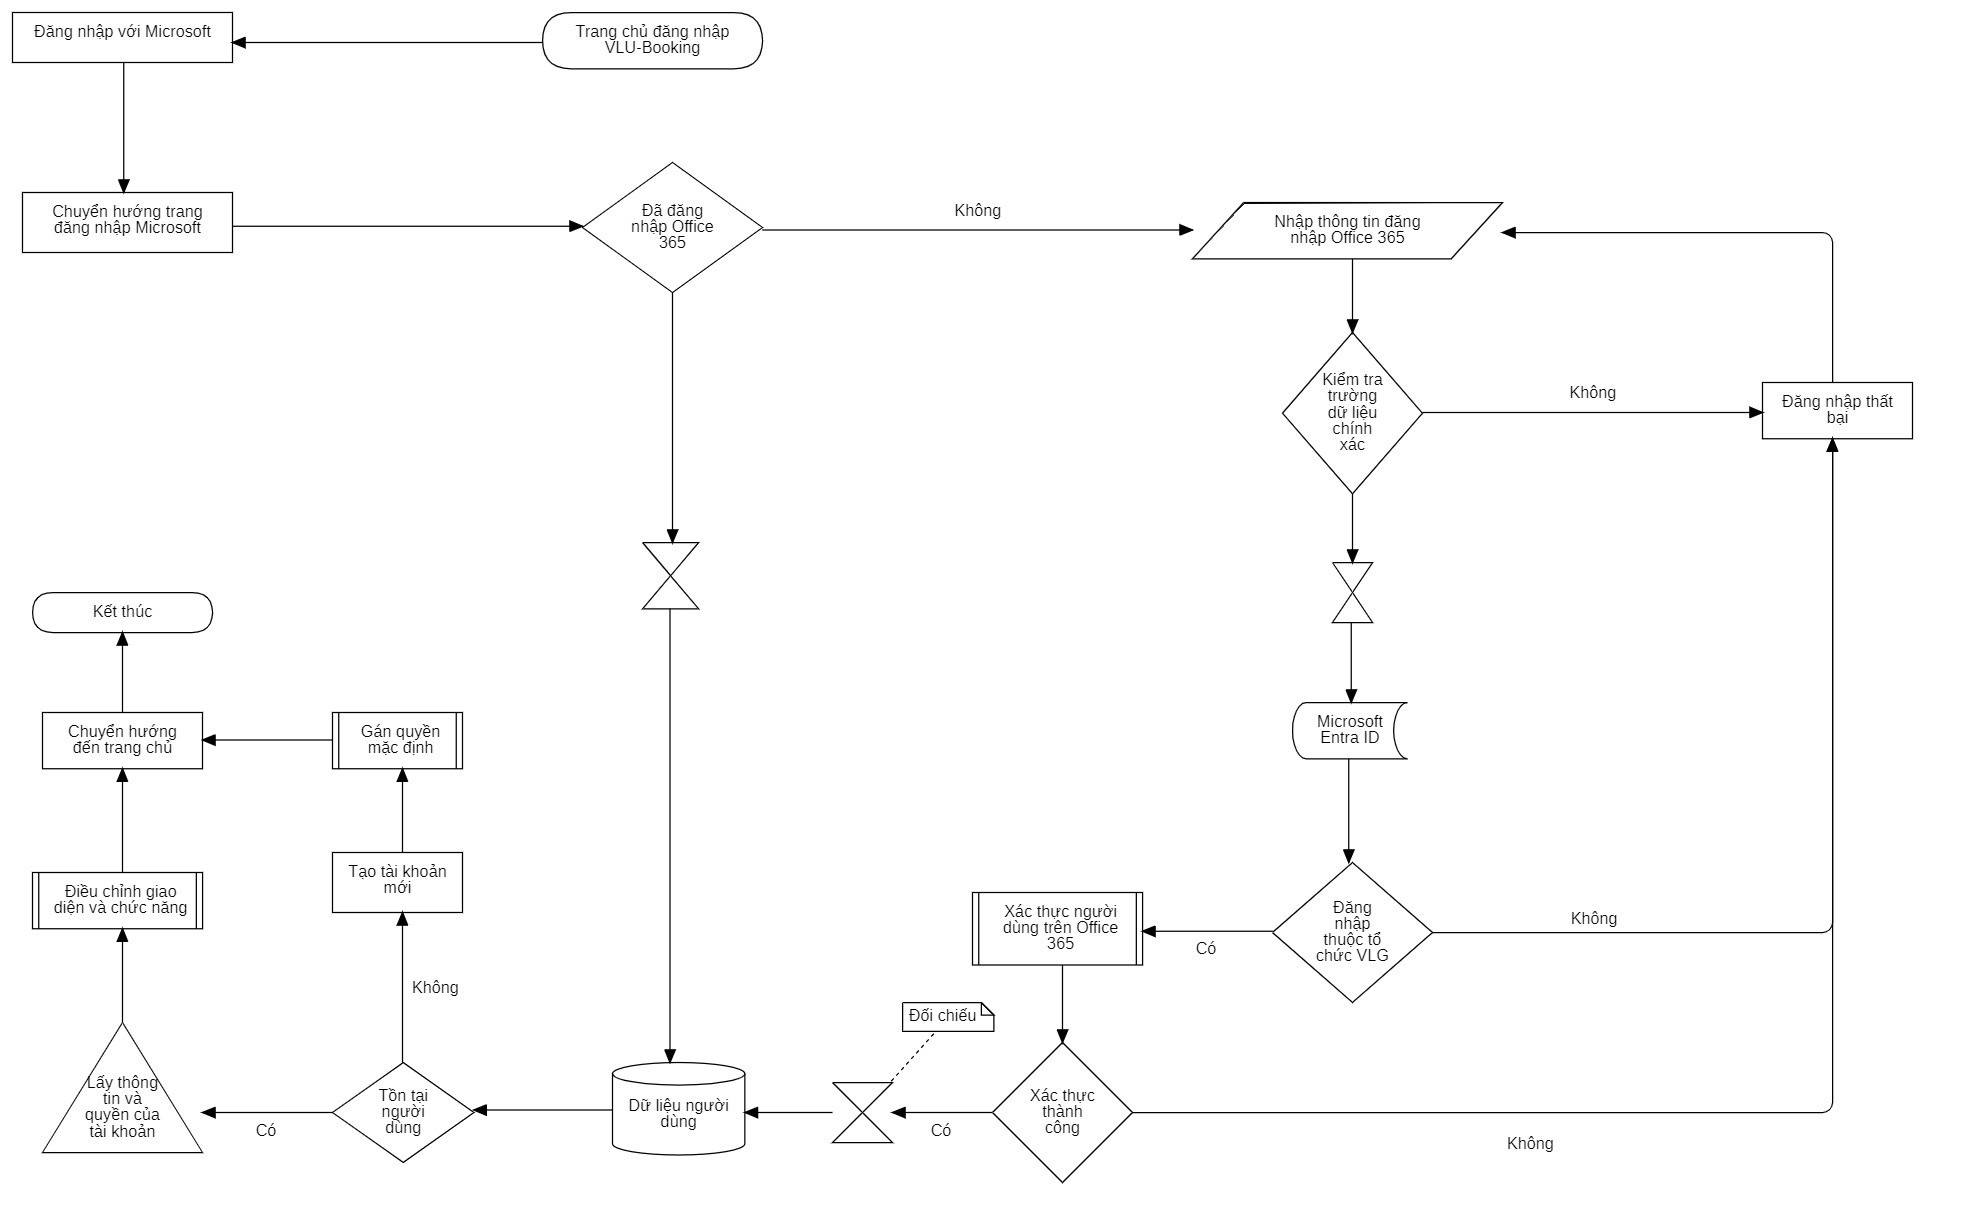 Đăng nhập với Microsoft
Trang chủ đăng nhập
VLU-Booking
Chuyển hướng trang
đăng nhập Microsoft
Đã đăng
nhập Office
365
Không
Nhập thông tin đăng
nhập Office 365
Kiểm tra
trường
dữ liệu
chính
xác
Không
Đăng nhập thất
bại
Kết thúc
Chuyển hướng
đến trang chủ
Gán quyền
mặc định
Microsoft
Entra ID
Điều chỉnh giao
diện và chức năng
Tạo tài khoản
mới
Xác thực người
dùng trên Office
365
Có
Đăng
nhập
thuộc tổ
chức VLG
Không
Không
Đối chiếu
Lấy thông
tin và
quyền của
tài khoản
Có
Tồn tại
người
dùng
Dữ liệu người
dùng
Có
Xác thực
thành
công
Không